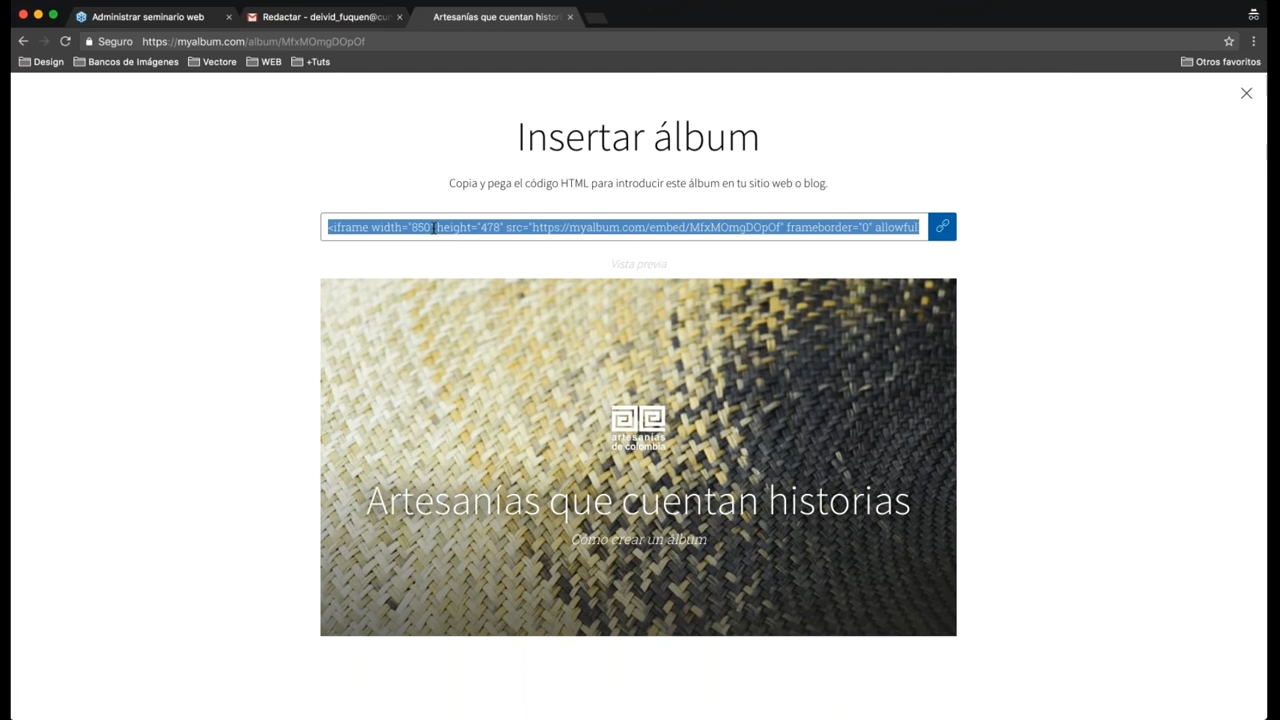 Administrar seminario web
Redactar - deivid_fuquen@cu
Artesanías que cuentan histori
Seguro https://myalbum.com/album/MfxMOmgDOpOf
Design Bancos de Imágenes Vectore WEB +Tuts Otros favoritos
Insertar álbum
Copia y pega el código HTML para introducir este álbum en tu sitio web o blog.
<iframe width="850" height="478" src="https://myalbum.com/embed/MfxMOmgDOpOf" frameborder="0" allowful
Vista previa
artesanías
de colombia
Artesanías que cuentan historias
Cómo crear un álbum